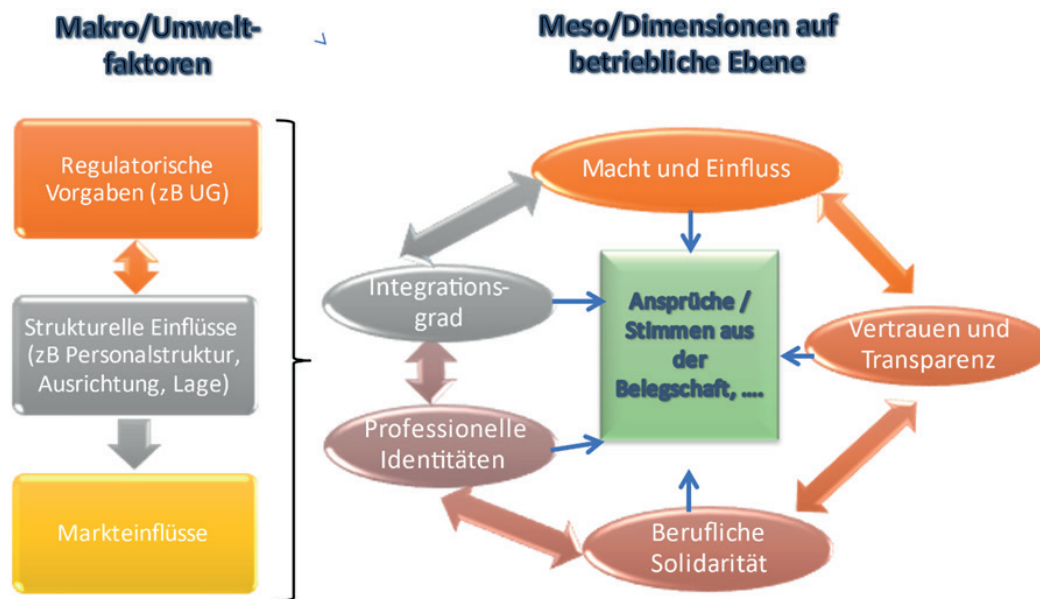 Makro/Umwelt-
faktoren
Regulatorische
Vorgaben (zB UG)
Strukturelle Einflüsse
(zB Personalstruktur,
Ausrichtung, Lage)
Markteinflüsse
Meso/Dimensionen auf
betriebliche Ebene
Macht und Einfluss
Integrations-
grad
Ansprüche /
Stimmen aus
der
Belegschaft, ....
Vertrauen und
Transparenz
Professionelle
Identitäten
Berufliche
Solidarität